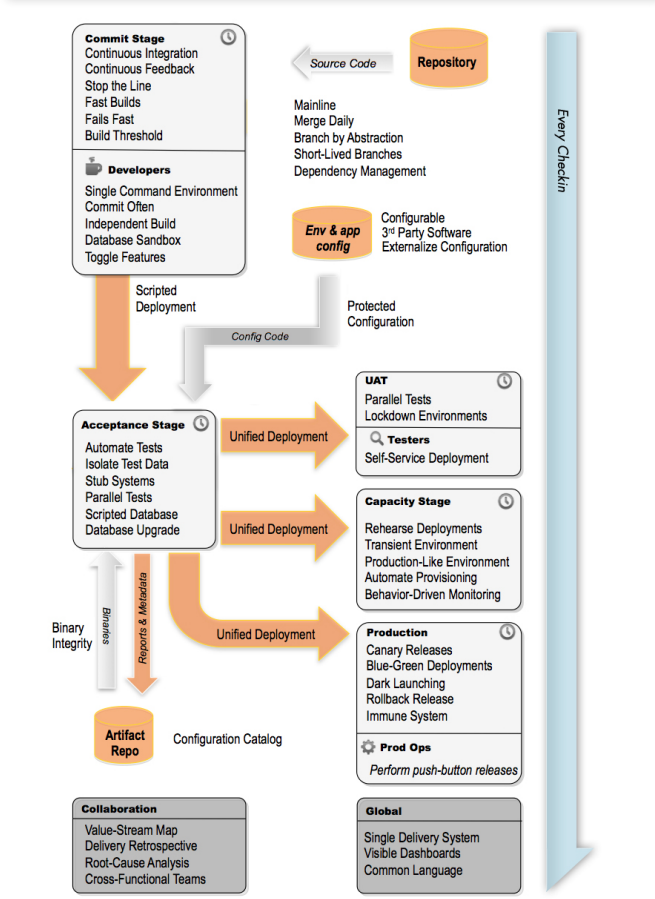 Commit Stage
Continuous Integration
Continuous Feedback
Stop the Line
Fast Builds
Fails Fast
Build Threshold
Developers
Single Command Environment
Commit Often
Independent Build
Database Sandbox
Toggle Features
Source Code
Repository
Mainline
Merge Daily
Branch by Abstraction
Short-Lived Branches
Dependency Management
Env & app
config
Configurable
3rd Party Software
Externalize Configuration
Every Checkin
Scripted
Deployment
Config Code
Protected
Configuration
Acceptance Stage
Automate Tests
Isolate Test Data
Stub Systems
Parallel Tests
Scripted Database
Database Upgrade
Unified Deployment
UAT
Parallel Tests
Lockdown Environments
Testers
Self-Service Deployment
Unified Deployment
Capacity Stage
Rehearse Deployments
Transient Environment
Production-Like Environment
Automate Provisioning
Behavior-Driven Monitoring
Unified Deployment
Production
Canary Releases
Blue-Green Deployments
Dark Launching
Rollback Release
Immune System
Prod Ops
Perform push-button releases
Binary
Integrity
Binaries
Reports & Metadata
Artifact
Repo
Configuration Catalog
Collaboration
Value-Stream Map
Delivery Retrospective
Root-Cause Analysis
Cross-Functional Teams
Global
Single Delivery System
Visible Dashboards
Common Language